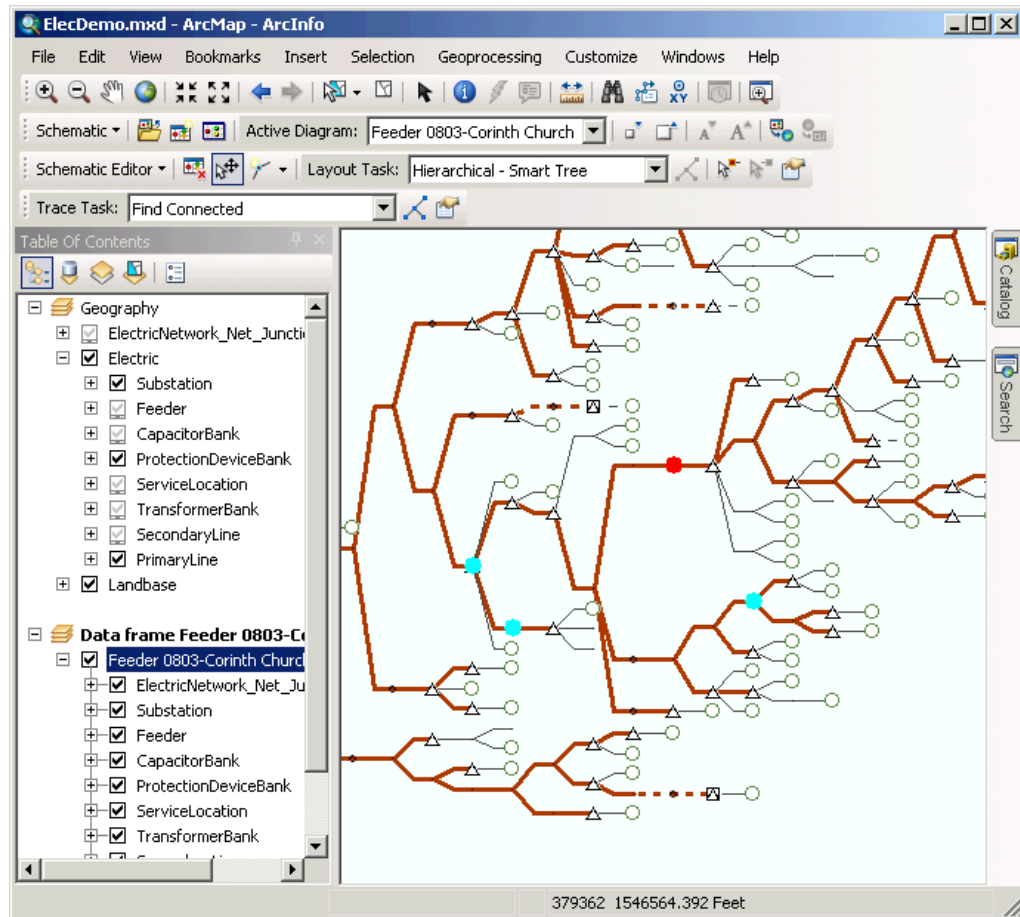 ElecDemo.mxd - ArcMap - ArcInfo
File Edit View Bookmarks Insert Selection Geoprocessing Customize Windows Help
XY
Schematic Active Diagram: Feeder 0803-Corinth Church A A
Schematic Editor Layout Task: Hierarchical - Smart Tree
Trace Task: Find Connected
Table Of Contents
Geography
ElectricNetwork_Net_Juncti
Electric
Substation
Feeder
CapacitorBank
ProtectionDeviceBank
ServiceLocation
TransformerBank
SecondaryLine
PrimaryLine
Landbase
Data frame Feeder 0803-C
Feeder 0803-Corinth Churc
ElectricNetwork_Net_Ju
Substation
Feeder
CapacitorBank
ProtectionDeviceBank
ServiceLocation
TransformerBank
Catalog
Search
379362 1546564.392 Feet